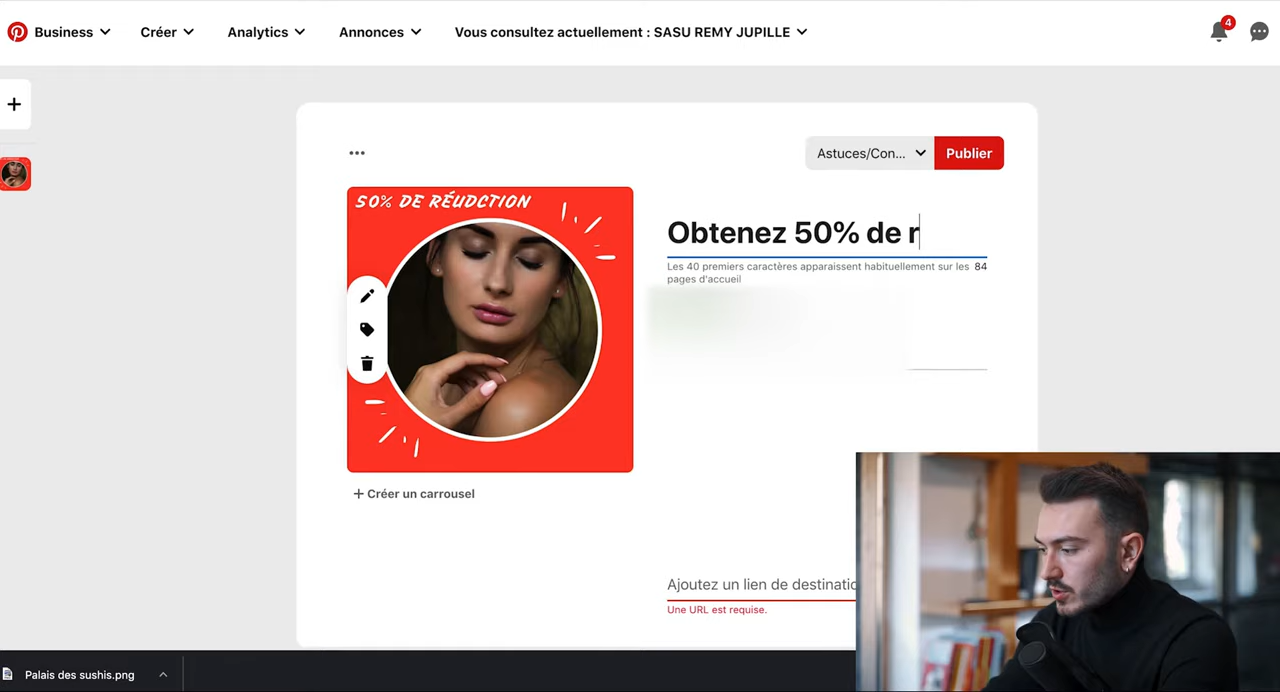 Business
Créer
Analytics
Annonces
Vous consultez actuellement : SASU REMY JUPILLE
4
Astuces/Con...
Publier
50% DE RÉUDCTION
Obtenez 50% de r
Les 40 premiers caractères apparaissent habituellement sur les pages d'accueil
84
Créer un carrousel
Ajoutez un lien de destinatio
Une URL est requise.
Palais des sushis.png